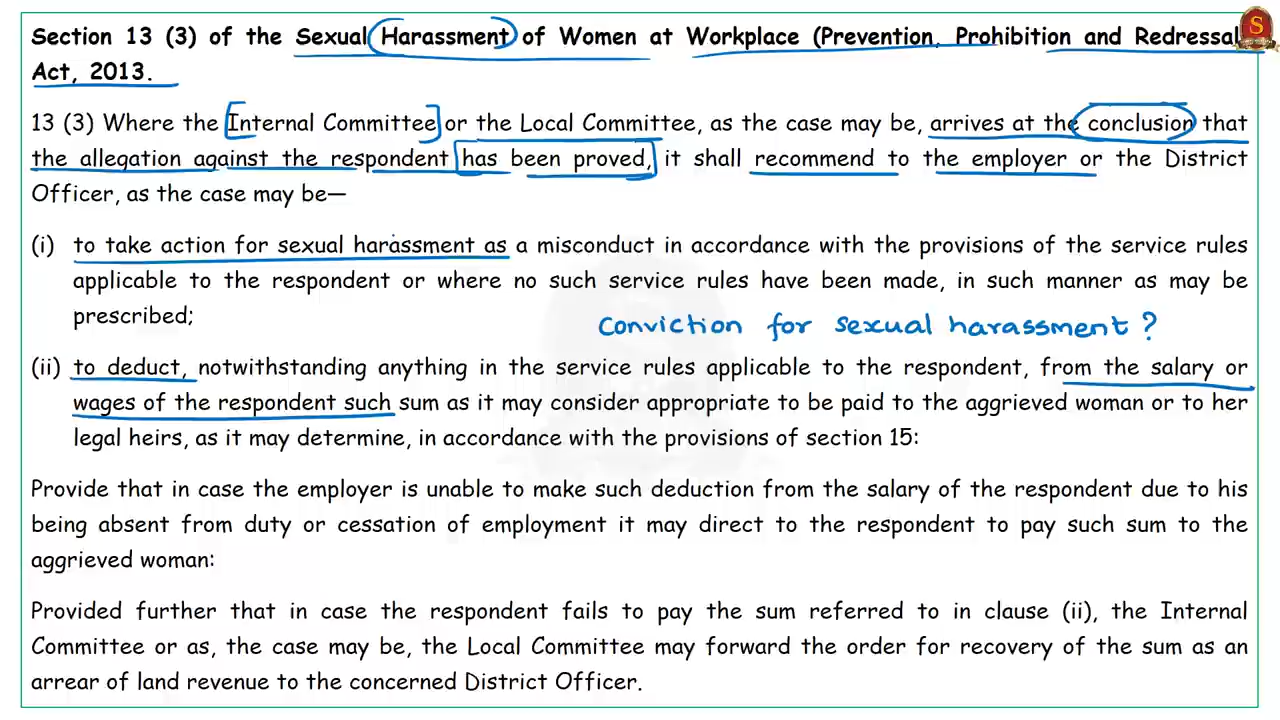 Section 13 (3) of the Sexual Harassment of Women at Workplace (Prevention, Prohibition and Redressal
Act, 2013.
13 (3) Where the Internal Committee or the Local Committee, as the case may be, arrives at the conclusion that
the allegation against the respondent has been proved, it shall recommend to the employer or the District
Officer, as the case may be—
(i) to take action for sexual harassment as a misconduct in accordance with the provisions of the service rules
applicable to the respondent or where no such service rules have been made, in such manner as may be
prescribed;
Conviction for sexual harassment?
(ii) to deduct, notwithstanding anything in the service rules applicable to the respondent, from the salary or
wages of the respondent such sum as it may consider appropriate to be paid to the aggrieved woman or to her
legal heirs, as it may determine, in accordance with the provisions of section 15:
Provide that in case the employer is unable to make such deduction from the salary of the respondent due to his
being absent from duty or cessation of employment it may direct to the respondent to pay such sum to the
aggrieved woman:
Provided further that in case the respondent fails to pay the sum referred to in clause (ii), the Internal
Committee or as, the case may be, the Local Committee may forward the order for recovery of the sum as an
arrear of land revenue to the concerned District Officer.
S